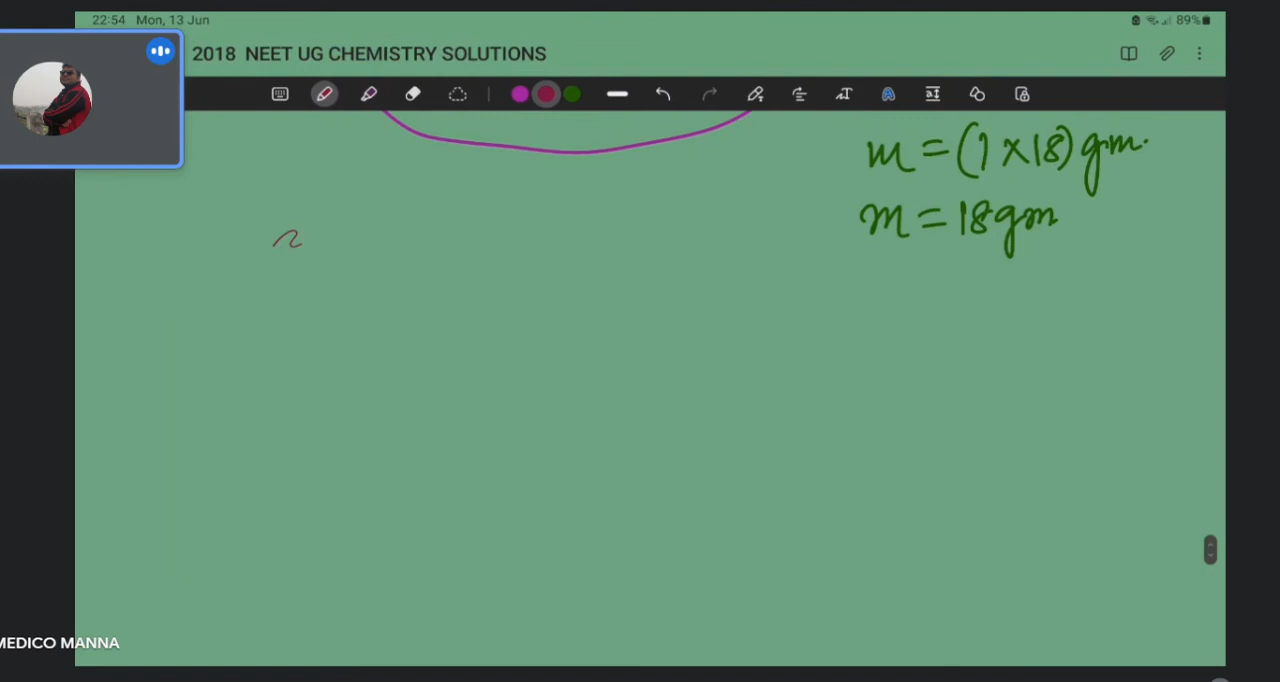 22:54 Mon, 13 Jun
89%
2018 NEET UG CHEMISTRY SOLUTIONS
m = (1 × 18) gm.
m = 18 gm
MEDICO MANNA